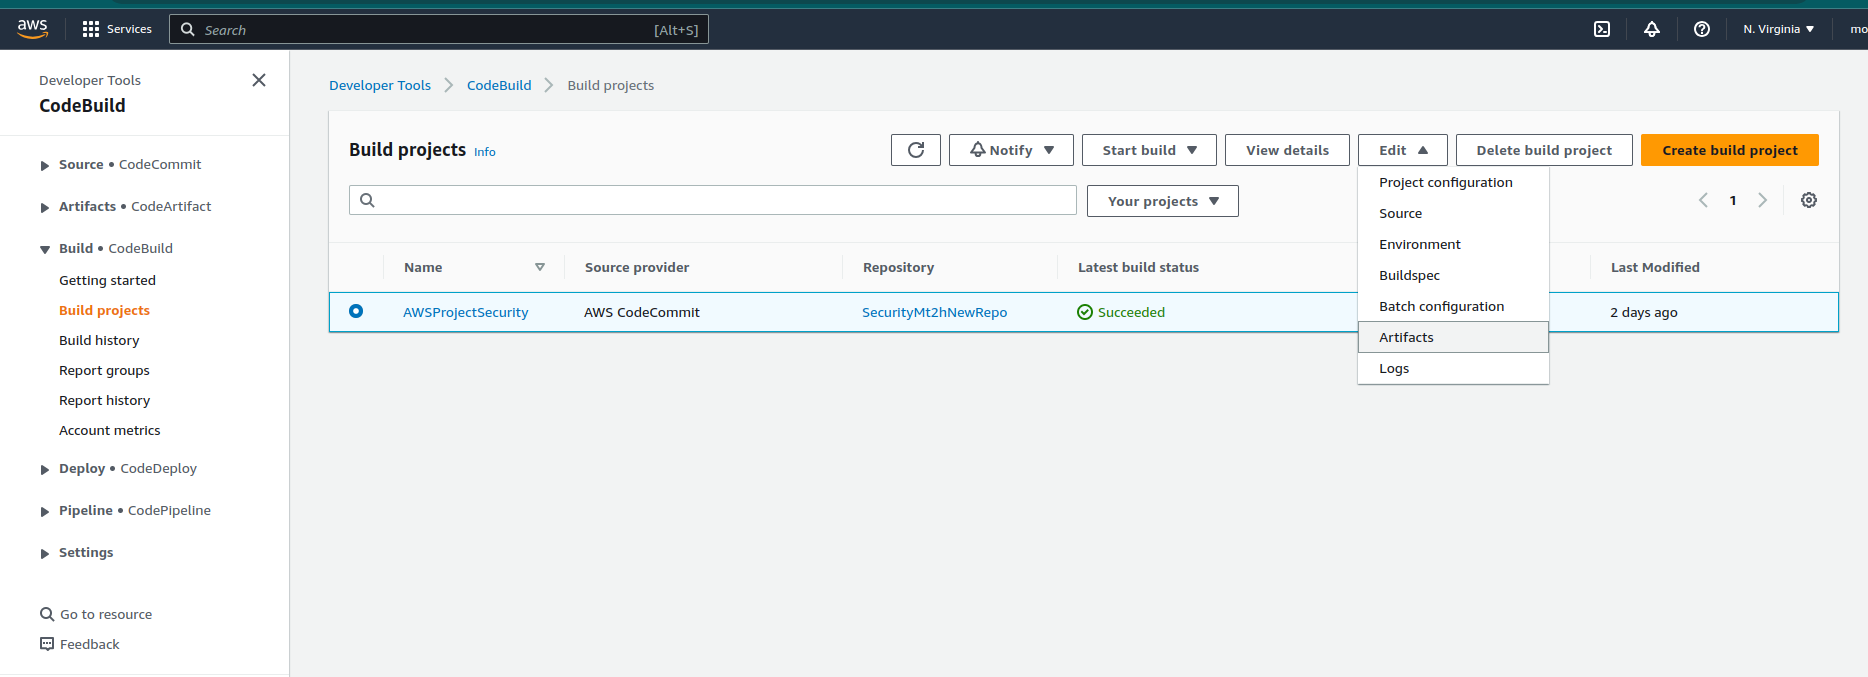 aws
Services
Search [Alt+S]
N. Virginia
mo
Developer Tools
CodeBuild
Source • CodeCommit
Artifacts • CodeArtifact
Build • CodeBuild
Getting started
Build projects
Build history
Report groups
Report history
Account metrics
Deploy • CodeDeploy
Pipeline • CodePipeline
Settings
Go to resource
Feedback
Developer Tools CodeBuild Build projects
Build projects Info
Notify Start build View details Edit Delete build project Create build project
Your projects 1
Project configuration
Source
Environment
Buildspec
Batch configuration
Artifacts
Logs
Name Source provider Repository Latest build status Last Modified
AWSProjectSecurity AWS CodeCommit SecurityMt2hNewRepo Succeeded 2 days ago